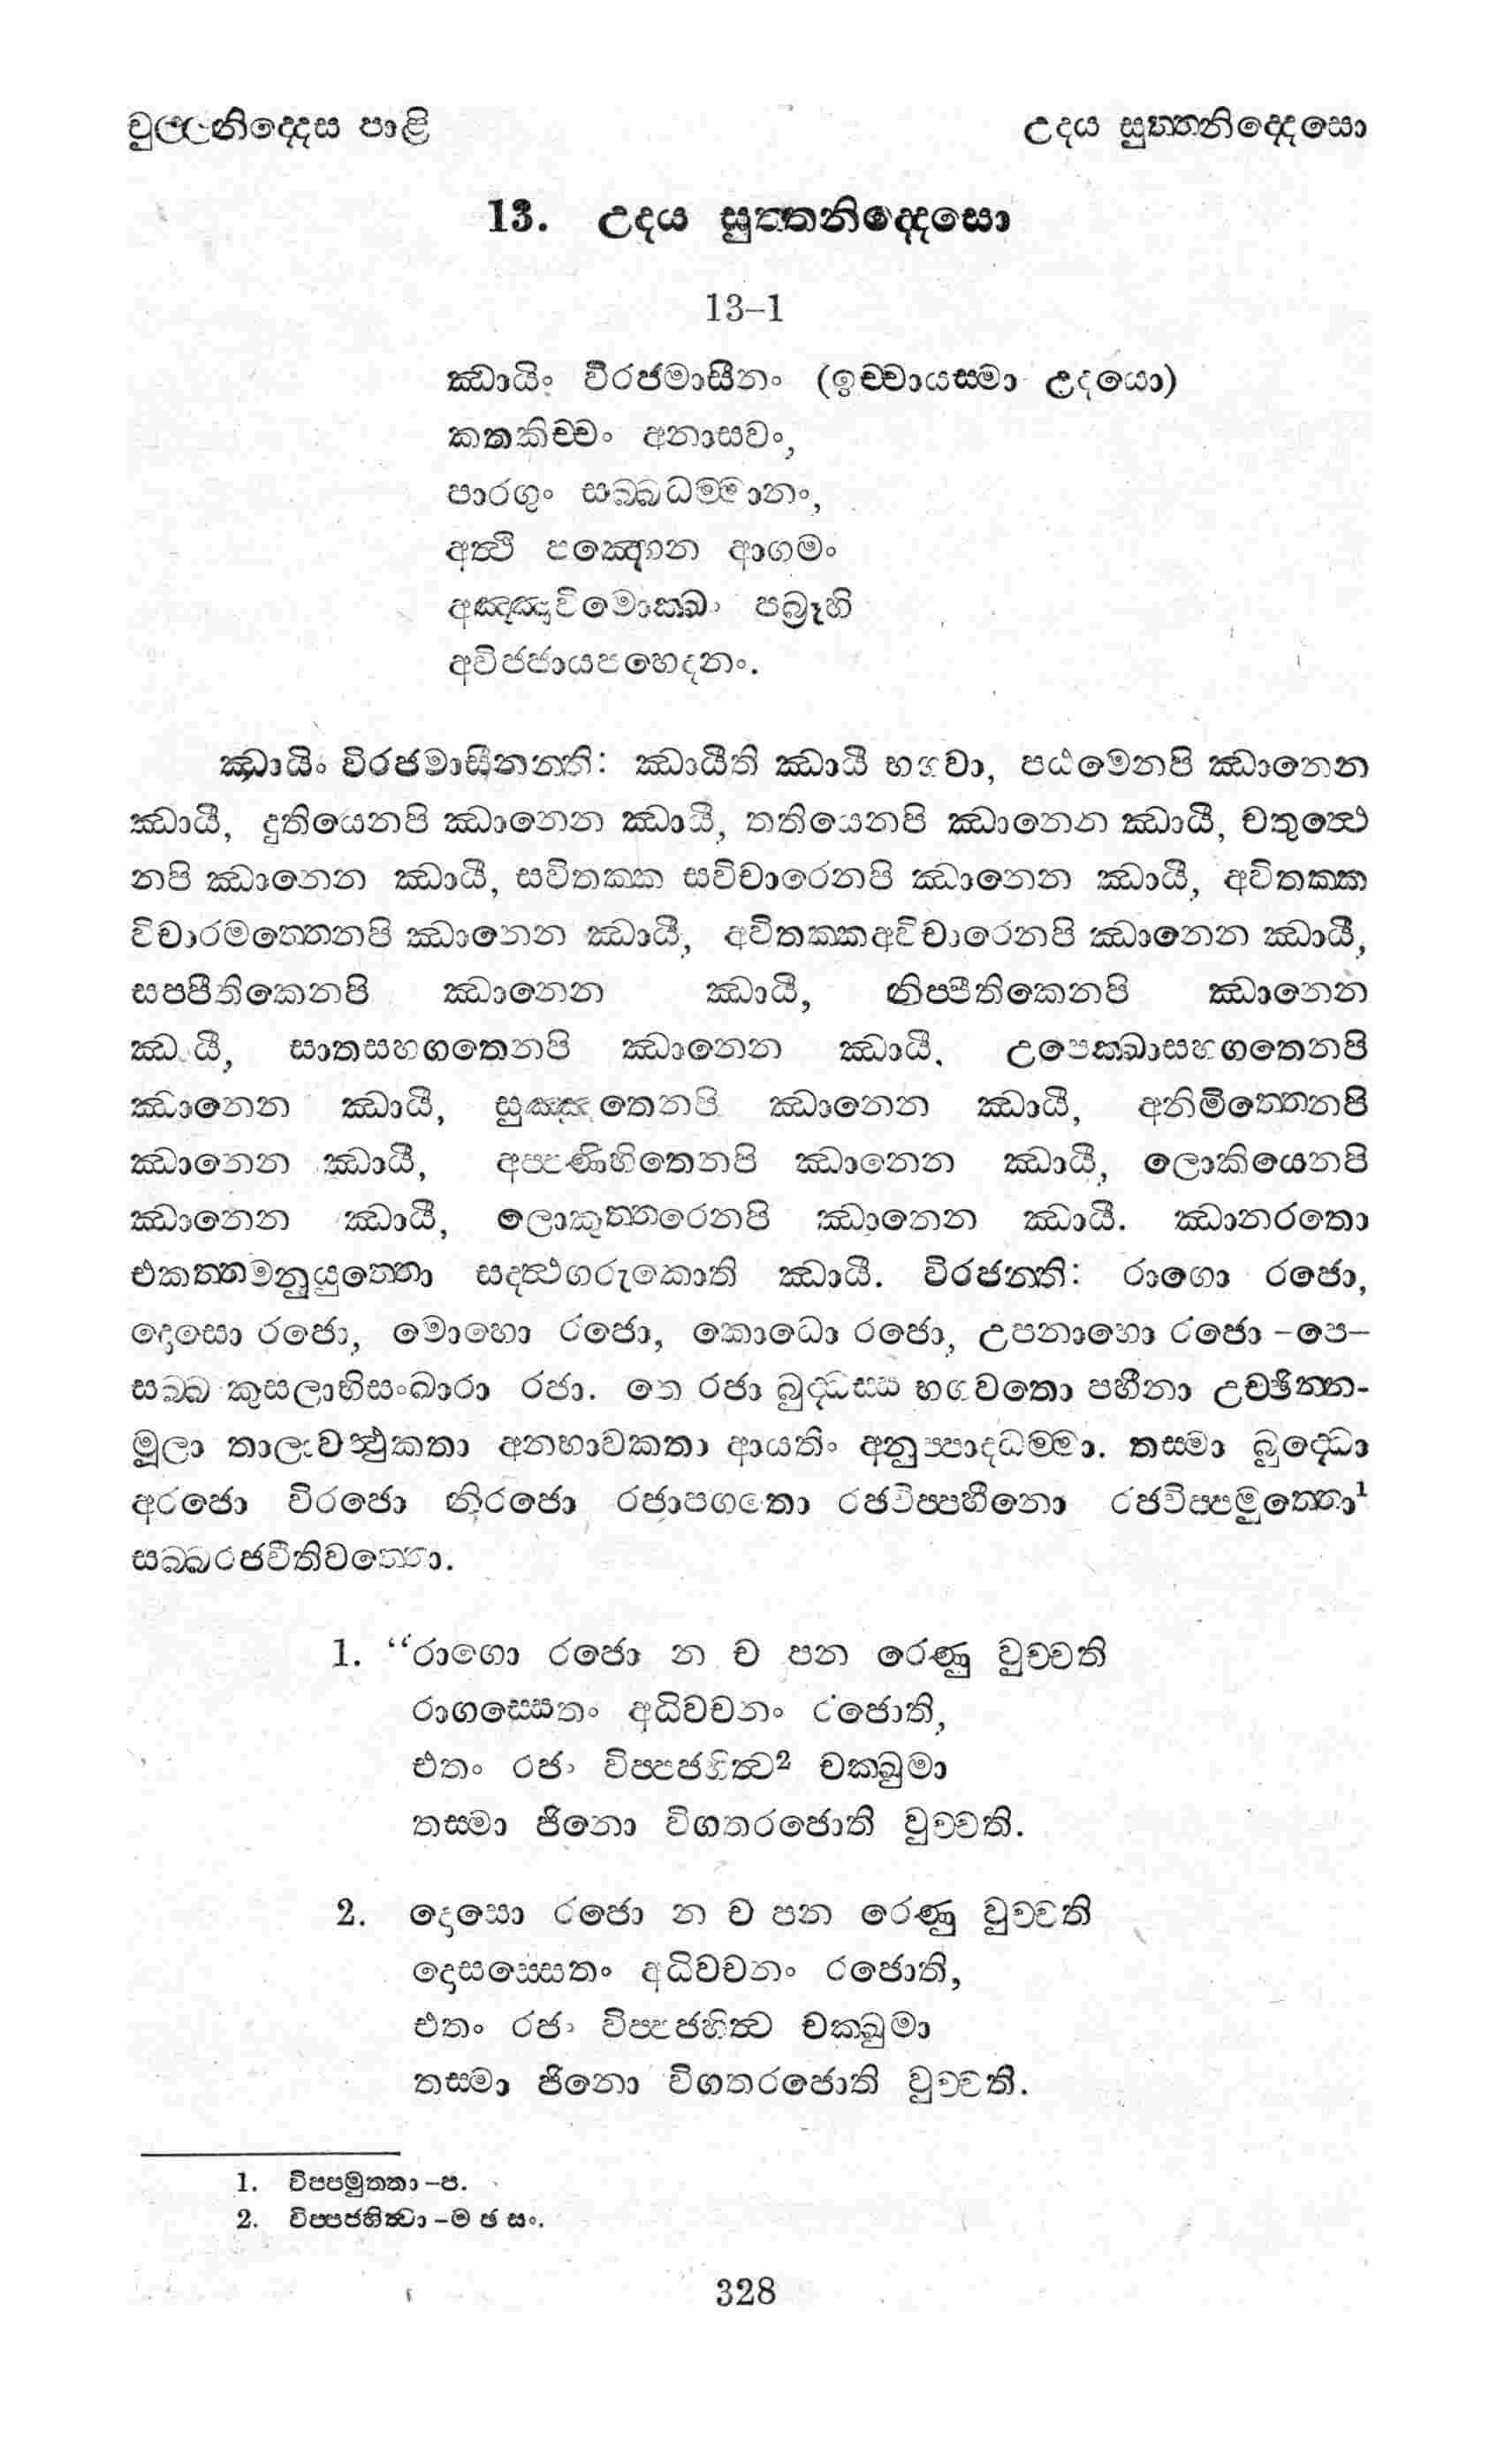 චුල්ලනිද්දෙස පාළි
උදය සුත්තනිද්දෙසො
13. උදය සුත්තනිද්දෙසො
13–1
ඣායිං විරජමාසීනං (ඉච්චායස්මා උදයො)
කතකිච්චං අනාසවං,
පාරගුං සබ්බධම්මානං,
අත්ථි පඤ්හෙන ආගමං
අඤ්ඤාවිමොක්ඛං පබ්රූහි
අවිජ්ජායපභෙදනං.
ඣායිං විරජමාසීනන්ති: ඣායීති ඣායී භගවා, පඨමෙනපි ඣානෙන
ඣායී, දුතියෙනපි ඣානෙන ඣායී, තතියෙනපි ඣානෙන ඣායී, චතුත්ථෙ
නපි ඣානෙන ඣායී, සවිතක්ක සවිචාරෙනපි ඣානෙන ඣායී, අවිතක්ක
විචාරමත්තෙනපි ඣානෙන ඣායී, අවිතක්කඅවිචාරෙනපි ඣානෙන ඣායී,
සප්පීතිකෙනපි ඣානෙන ඣායී, නිප්පීතිකෙනපි ඣානෙන
ඣායී, සාතසහගතෙනපි ඣානෙන ඣායී, උපෙක්ඛාසහගතෙනපි
ඣානෙන ඣායී, සුඤ්ඤතෙනපි ඣානෙන ඣායී, අනිමිත්තෙනපි
ඣානෙන ඣායී, අප්පණිහිතෙනපි ඣානෙන ඣායී, ලොකියෙනපි
ඣානෙන ඣායී, ලොකුත්තරෙනපි ඣානෙන ඣායී. ඣානරතො
එකත්තමනුයුත්තො සදත්ථගරුකොති ඣායී. විරජන්ති: රාගො රජො,
දොසො රජො, මොහො රජො, කොධො රජො, උපනාහො රජො –පෙ–
සබ්බ කුසලාභිසංඛාරා රජා. තෙ රජා බුද්ධස්ස භගවතො පහීනා උච්ඡින්න-
මූලා තාලාවත්ථුකතා අනභාවකතා ආයතිං අනුප්පාදධම්මා. තස්මා බුද්ධො
අරජො විරජො නිරජො රජාපගතො රජවිප්පහීනො රජවිප්පමුත්තො¹
සබ්බරජවීතිවත්තො.
1. “රාගො රජො න ච පන රෙණු වුච්චති
රාගස්සෙතං අධිවචනං රජොති,
එතං රජං විප්පජහිත්ව² චක්ඛුමා
තස්මා ජිනො විගතරජොති වුච්චති.
2. දොසො රජො න ච පන රෙණු වුච්චති
දොසස්සෙතං අධිවචනං රජොති,
එතං රජං විප්පජහිත්ව චක්ඛුමා
තස්මා ජිනො විගතරජොති වුච්චති.
1. විප්පමුත්තා –ප.
2. විප්පජහිත්වා –ම ඡ සං.
328